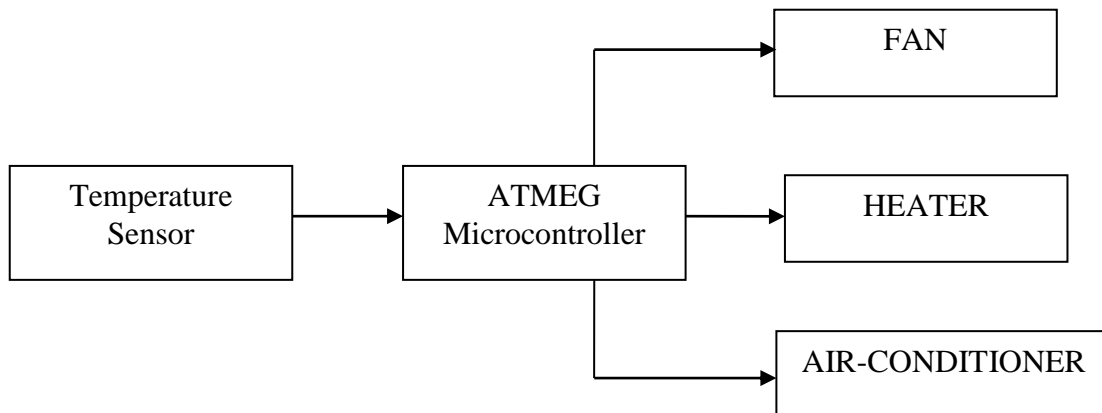 FAN
Temperature
Sensor
ATMEG
Microcontroller
HEATER
AIR-CONDITIONER